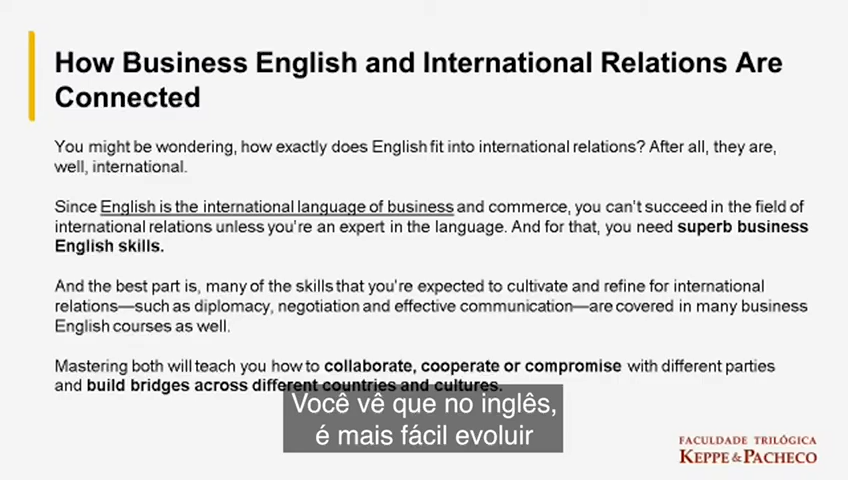 How Business English and International Relations Are
Connected
You might be wondering, how exactly does English fit into international relations? After all, they are,
well, international.
Since English is the international language of business and commerce, you can't succeed in the field of
international relations unless you're an expert in the language. And for that, you need superb business
English skills.
And the best part is, many of the skills that you're expected to cultivate and refine for international
relations—such as diplomacy, negotiation and effective communication—are covered in many business
English courses as well.
Mastering both will teach you how to collaborate, cooperate or compromise with different parties
and build bridges across different countries and cultures.
Você vê que no inglês,
é mais fácil evoluir
FACULDADE TRILÓGICA
KEPPE & PACHECO